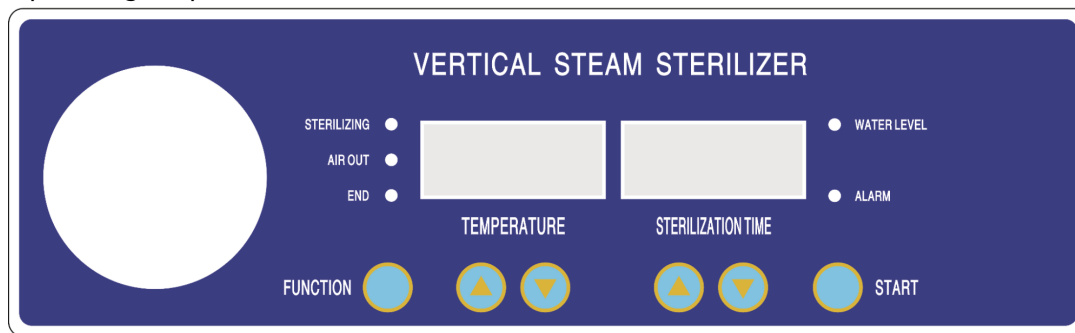 VERTICAL STEAM STERILIZER
STERILIZING
WATER LEVEL
AIR OUT
END
ALARM
TEMPERATURE
STERILIZATION TIME
FUNCTION
START